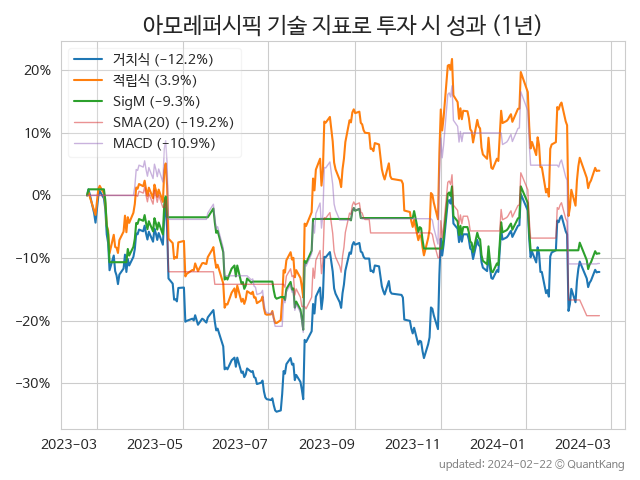 아모레퍼시픽 기술 지표로 투자 시 성과 (1년)
거치식 (−12.2%)
적립식 (3.9%)
SigM (−9.3%)
SMA(20) (−19.2%)
MACD (−10.9%)
20%
10%
0%
−10%
−20%
−30%
2023-03 2023-05 2023-07 2023-09 2023-11 2024-01 2024-03
updated: 2024-02-22 © QuantKang